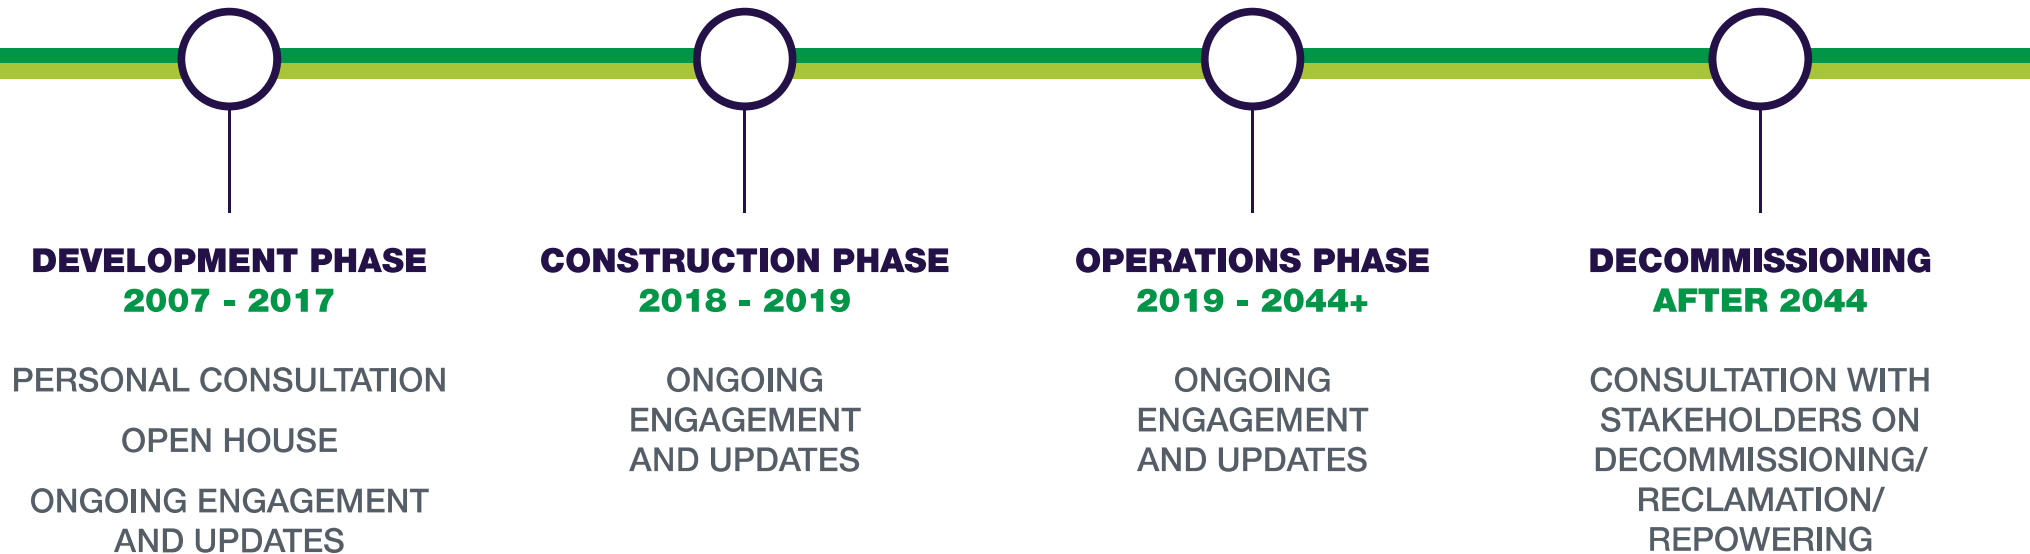 DEVELOPMENT PHASE
2007 - 2017
PERSONAL CONSULTATION
OPEN HOUSE
ONGOING ENGAGEMENT
AND UPDATES
CONSTRUCTION PHASE
2018 - 2019
ONGOING
ENGAGEMENT
AND UPDATES
OPERATIONS PHASE
2019 - 2044+
ONGOING
ENGAGEMENT
AND UPDATES
DECOMMISSIONING
AFTER 2044
CONSULTATION WITH
STAKEHOLDERS ON
DECOMMISSIONING/
RECLAMATION/
REPOWERING